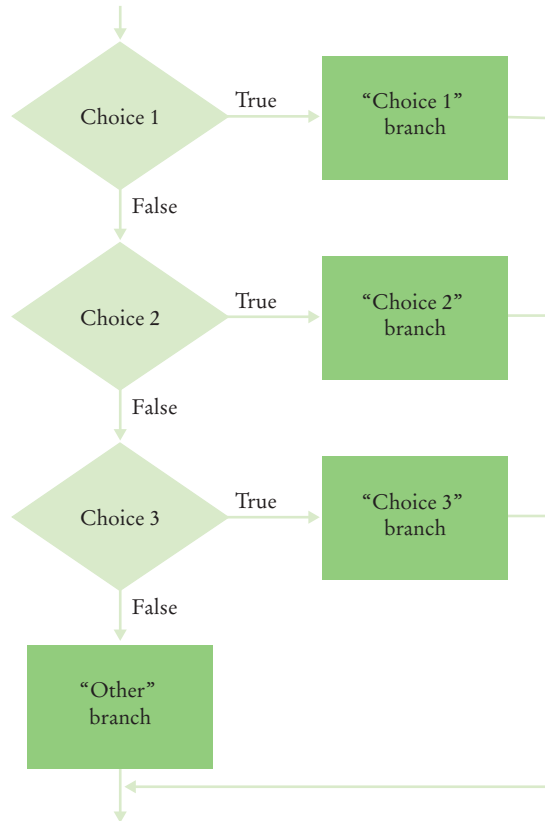 Choice 1
True
“Choice 1”
branch
False
Choice 2
True
“Choice 2”
branch
False
Choice 3
True
“Choice 3”
branch
False
“Other”
branch